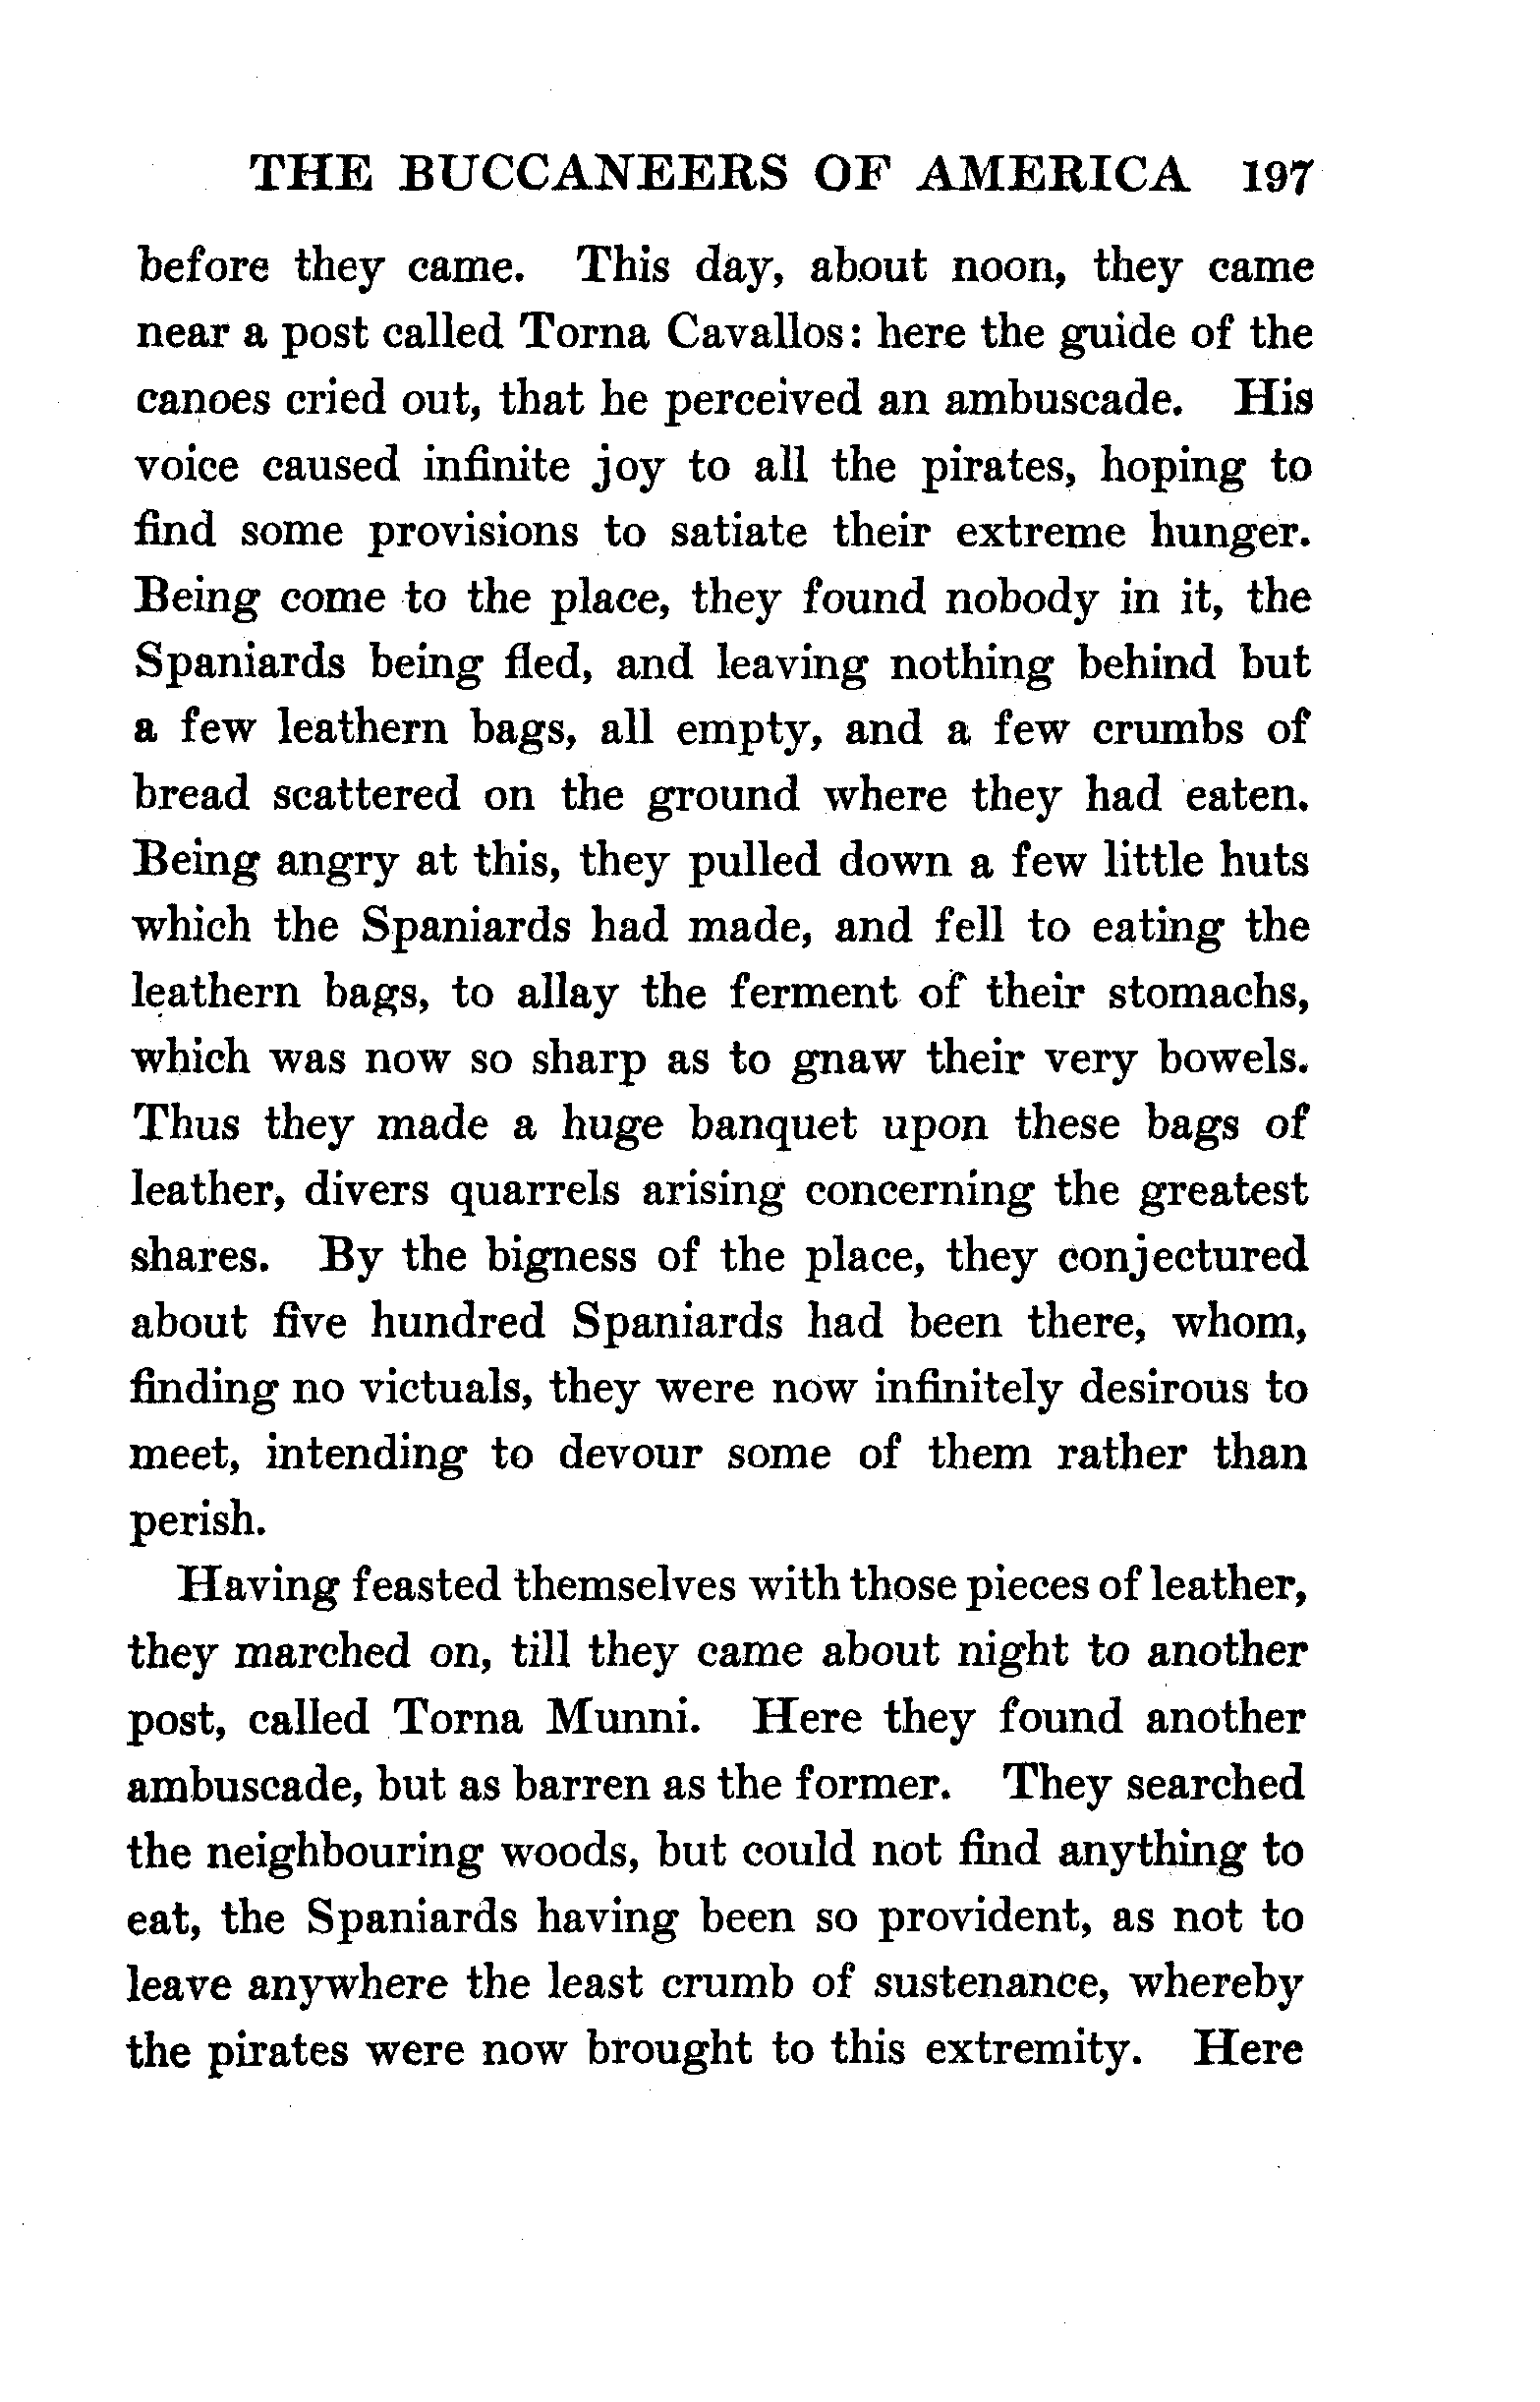 THE BUCCANEERS OF AMERICA 197
before they came. This day, about noon, they came
near a post called Torna Cavallos: here the guide of the
canoes cried out, that he perceived an ambuscade. His
voice caused infinite joy to all the pirates, hoping to
find some provisions to satiate their extreme hunger.
Being come to the place, they found nobody in it, the
Spaniards being fled, and leaving nothing behind but
a few leathern bags, all empty, and a few crumbs of
bread scattered on the ground where they had eaten.
Being angry at this, they pulled down a few little huts
which the Spaniards had made, and fell to eating the
leathern bags, to allay the ferment of their stomachs,
which was now so sharp as to gnaw their very bowels.
Thus they made a huge banquet upon these bags of
leather, divers quarrels arising concerning the greatest
shares. By the bigness of the place, they conjectured
about five hundred Spaniards had been there, whom,
finding no victuals, they were now infinitely desirous to
meet, intending to devour some of them rather than
perish.
Having feasted themselves with those pieces of leather,
they marched on, till they came about night to another
post, called Torna Munni. Here they found another
ambuscade, but as barren as the former. They searched
the neighbouring woods, but could not find anything to
eat, the Spaniards having been so provident, as not to
leave anywhere the least crumb of sustenance, whereby
the pirates were now brought to this extremity. Here